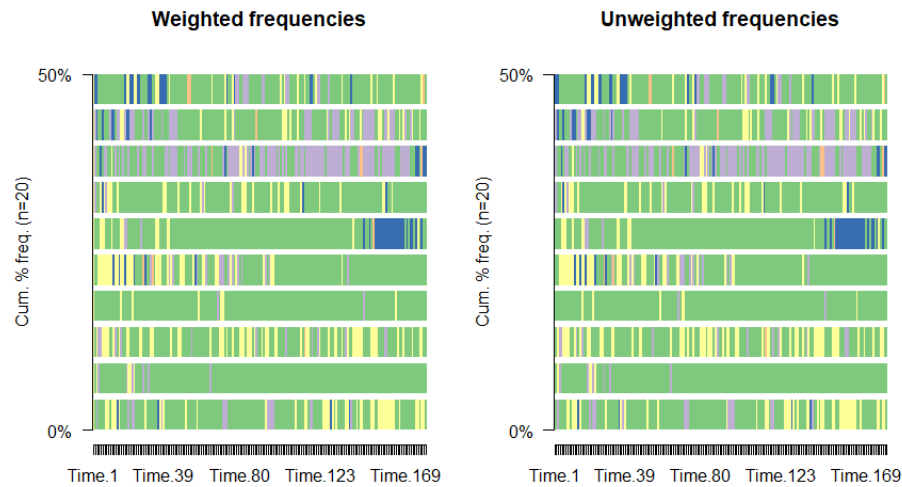 Weighted frequencies
Unweighted frequencies
50%
50%
Cum. % freq. (n=20)
Cum. % freq. (n=20)
0%
0%
Time.1 Time.39 Time.80 Time.123 Time.169
Time.1 Time.39 Time.80 Time.123 Time.169